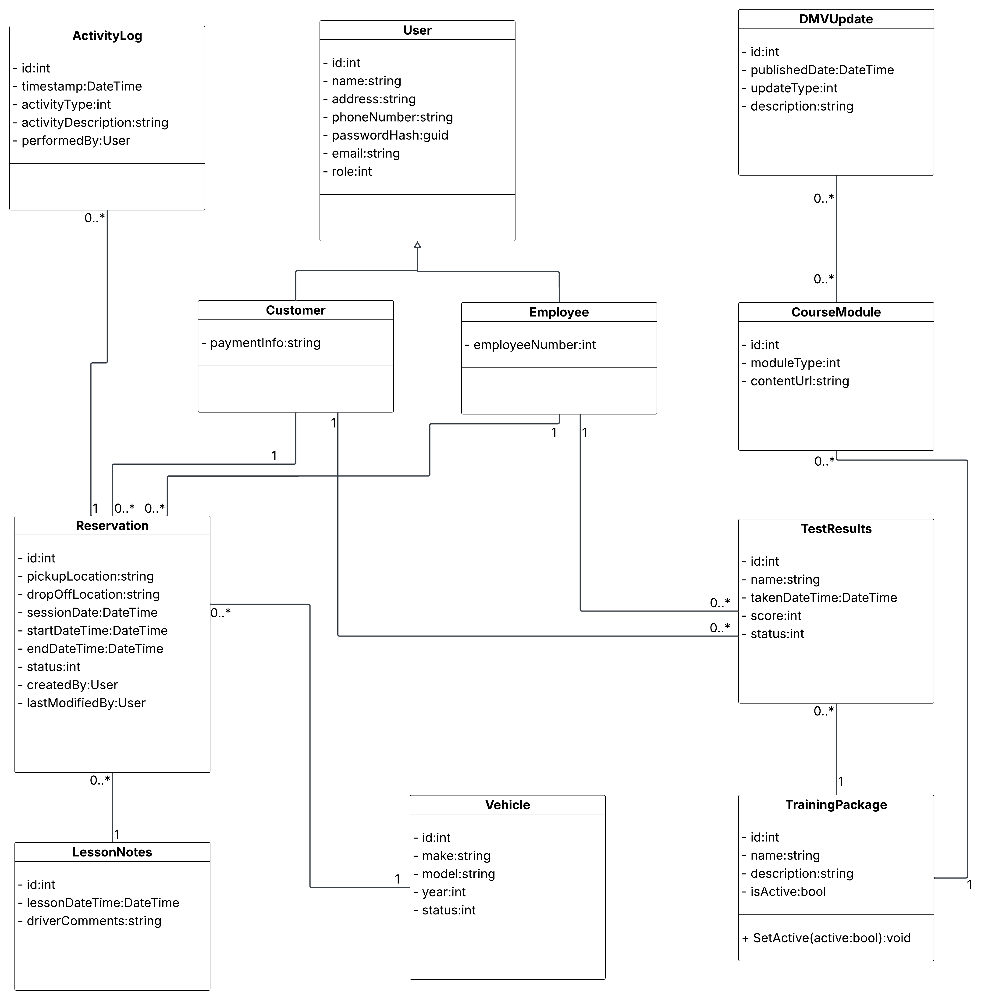 ActivityLog
- id:int
- timestamp:DateTime
- activityType:int
- activityDescription:string
- performedBy:User
0..*
User
- id:int
- name:string
- address:string
- phoneNumber:string
- passwordHash:guid
- email:string
- role:int
DMVUpdate
- id:int
- publishedDate:DateTime
- updateType:int
- description:string
0..*
0..*
Customer
- paymentInfo:string
1
1
Employee
- employeeNumber:int
1
1
CourseModule
- id:int
- moduleType:int
- contentUrl:string
0..*
1
0..*
0..*
Reservation
- id:int
- pickupLocation:string
- dropOffLocation:string
- sessionDate:DateTime
- startDateTime:DateTime
- endDateTime:DateTime
- status:int
- createdBy:User
- lastModifiedBy:User
0..*
0..*
1
TestResults
- id:int
- name:string
- takenDateTime:DateTime
- score:int
- status:int
0..*
0..*
0..*
1
LessonNotes
- id:int
- lessonDateTime:DateTime
- driverComments:string
Vehicle
- id:int
- make:string
- model:string
- year:int
- status:int
1
TrainingPackage
- id:int
- name:string
- description:string
- isActive:bool
+ SetActive(active:bool):void
1